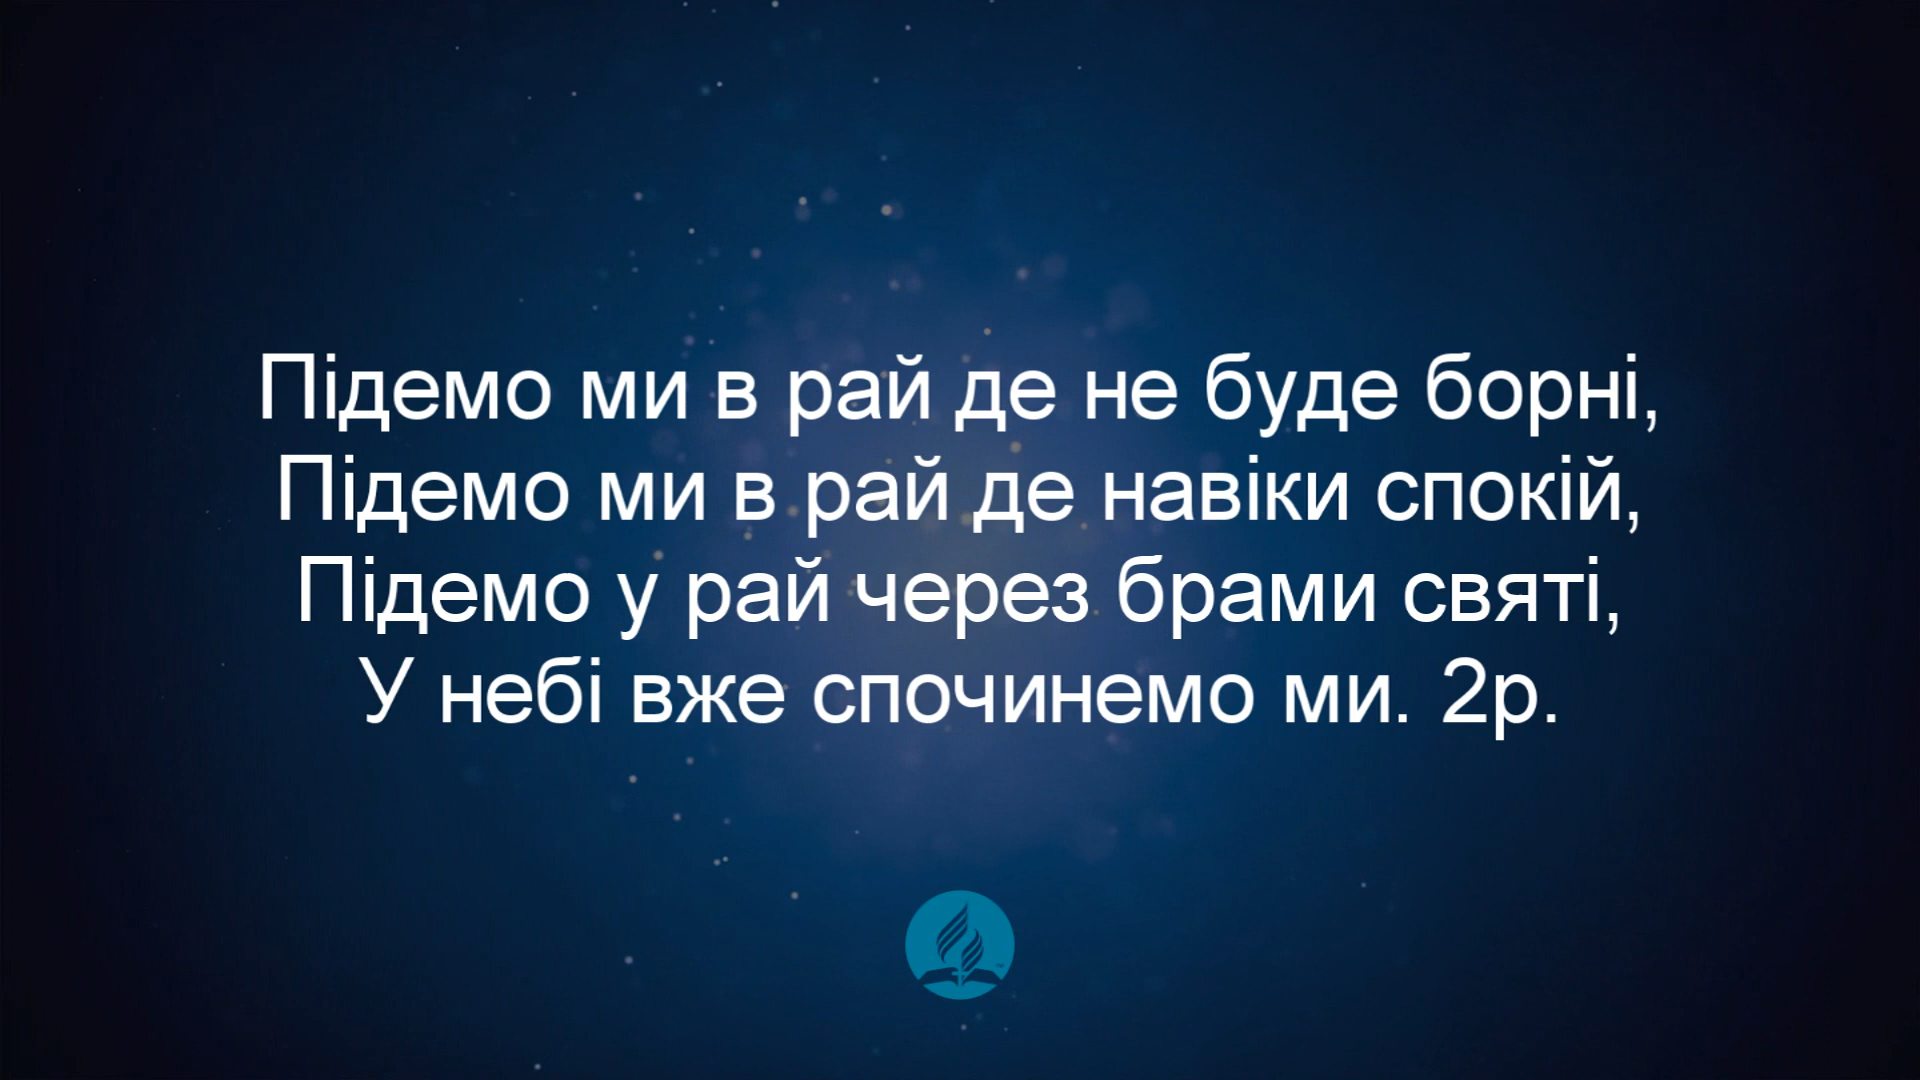 Підемо ми в рай де не буде борні,
Підемо ми в рай де навіки спокій,
Підемо у рай через брами святі,
У небі вже спочинемо ми. 2р.